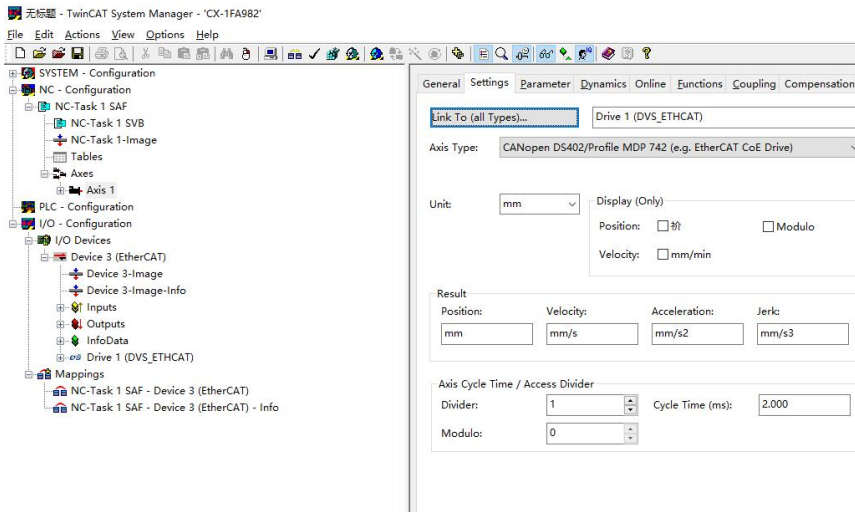 无标题 - TwinCAT System Manager - 'CX-1FA982'
File Edit Actions View Options Help
SYSTEM - Configuration
NC - Configuration
NC-Task 1 SAF
NC-Task 1 SVB
NC-Task 1-Image
Tables
Axes
Axis 1
PLC - Configuration
I/O - Configuration
I/O Devices
Device 3 (EtherCAT)
Device 3-Image
Device 3-Image-Info
Inputs
Outputs
InfoData
Drive 1 (DVS_ETHCAT)
Mappings
NC-Task 1 SAF - Device 3 (EtherCAT)
NC-Task 1 SAF - Device 3 (EtherCAT) - Info
General Settings Parameter Dynamics Online Functions Coupling Compensation
Link To (all Types)... Drive 1 (DVS_ETHCAT)
Axis Type: CANopen DS402/Profile MDP 742 (e.g. EtherCAT CoE Drive)
Unit: mm Display (Only)
Position: 祄 Modulo
Velocity: mm/min
Result
Position: Velocity: Acceleration: Jerk:
mm mm/s mm/s2 mm/s3
Axis Cycle Time / Access Divider
Divider: 1 Cycle Time (ms): 2.000
Modulo: 0